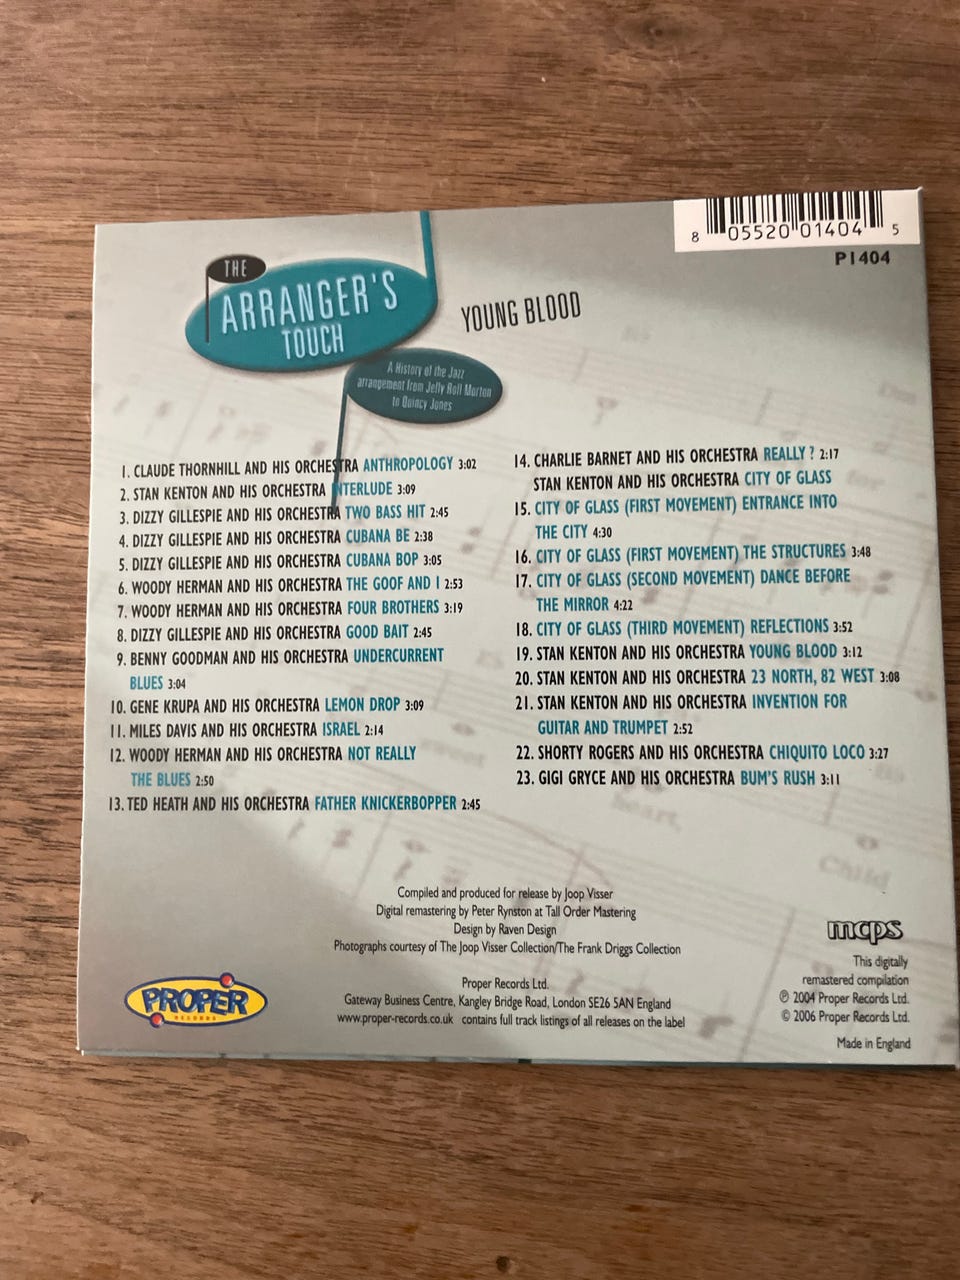 8 05520 01404 5
P1404
THE
ARRANGER'S
TOUCH
YOUNG BLOOD
A History of the Jazz
arrangement from Jelly Roll Morton
to Quincy Jones
1. CLAUDE THORNHILL AND HIS ORCHESTRA ANTHROPOLOGY 3:02
2. STAN KENTON AND HIS ORCHESTRA INTERLUDE 3:09
3. DIZZY GILLESPIE AND HIS ORCHESTRA TWO BASS HIT 2:45
4. DIZZY GILLESPIE AND HIS ORCHESTRA CUBANA BE 2:38
5. DIZZY GILLESPIE AND HIS ORCHESTRA CUBANA BOP 3:05
6. WOODY HERMAN AND HIS ORCHESTRA THE GOOF AND I 2:53
7. WOODY HERMAN AND HIS ORCHESTRA FOUR BROTHERS 3:19
8. DIZZY GILLESPIE AND HIS ORCHESTRA GOOD BAIT 2:45
9. BENNY GOODMAN AND HIS ORCHESTRA UNDERCURRENT
BLUES 3:04
10. GENE KRUPA AND HIS ORCHESTRA LEMON DROP 3:09
11. MILES DAVIS AND HIS ORCHESTRA ISRAEL 2:14
12. WOODY HERMAN AND HIS ORCHESTRA NOT REALLY
THE BLUES 2:50
13. TED HEATH AND HIS ORCHESTRA FATHER KNICKERBOPPER 2:45
14. CHARLIE BARNET AND HIS ORCHESTRA REALLY ? 2:17
STAN KENTON AND HIS ORCHESTRA CITY OF GLASS
15. CITY OF GLASS (FIRST MOVEMENT) ENTRANCE INTO
THE CITY 4:30
16. CITY OF GLASS (FIRST MOVEMENT) THE STRUCTURES 3:48
17. CITY OF GLASS (SECOND MOVEMENT) DANCE BEFORE
THE MIRROR 4:22
18. CITY OF GLASS (THIRD MOVEMENT) REFLECTIONS 3:52
19. STAN KENTON AND HIS ORCHESTRA YOUNG BLOOD 3:12
20. STAN KENTON AND HIS ORCHESTRA 23 NORTH, 82 WEST 3:08
21. STAN KENTON AND HIS ORCHESTRA INVENTION FOR
GUITAR AND TRUMPET 2:52
22. SHORTY ROGERS AND HIS ORCHESTRA CHIQUITO LOCO 3:27
23. GIGI GRYCE AND HIS ORCHESTRA BUM'S RUSH 3:11
heart,
Child
Compiled and produced for release by Joop Visser
Digital remastering by Peter Rynston at Tall Order Mastering
Design by Raven Design
Photographs courtesy of The Joop Visser Collection/The Frank Driggs Collection
Proper Records Ltd.
Gateway Business Centre, Kangley Bridge Road, London SE26 5AN England
www.proper-records.co.uk contains full track listings of all releases on the label
PROPER
RECORDS
mcps
This digitally
remastered compilation
℗ 2004 Proper Records Ltd.
© 2006 Proper Records Ltd.
Made in England